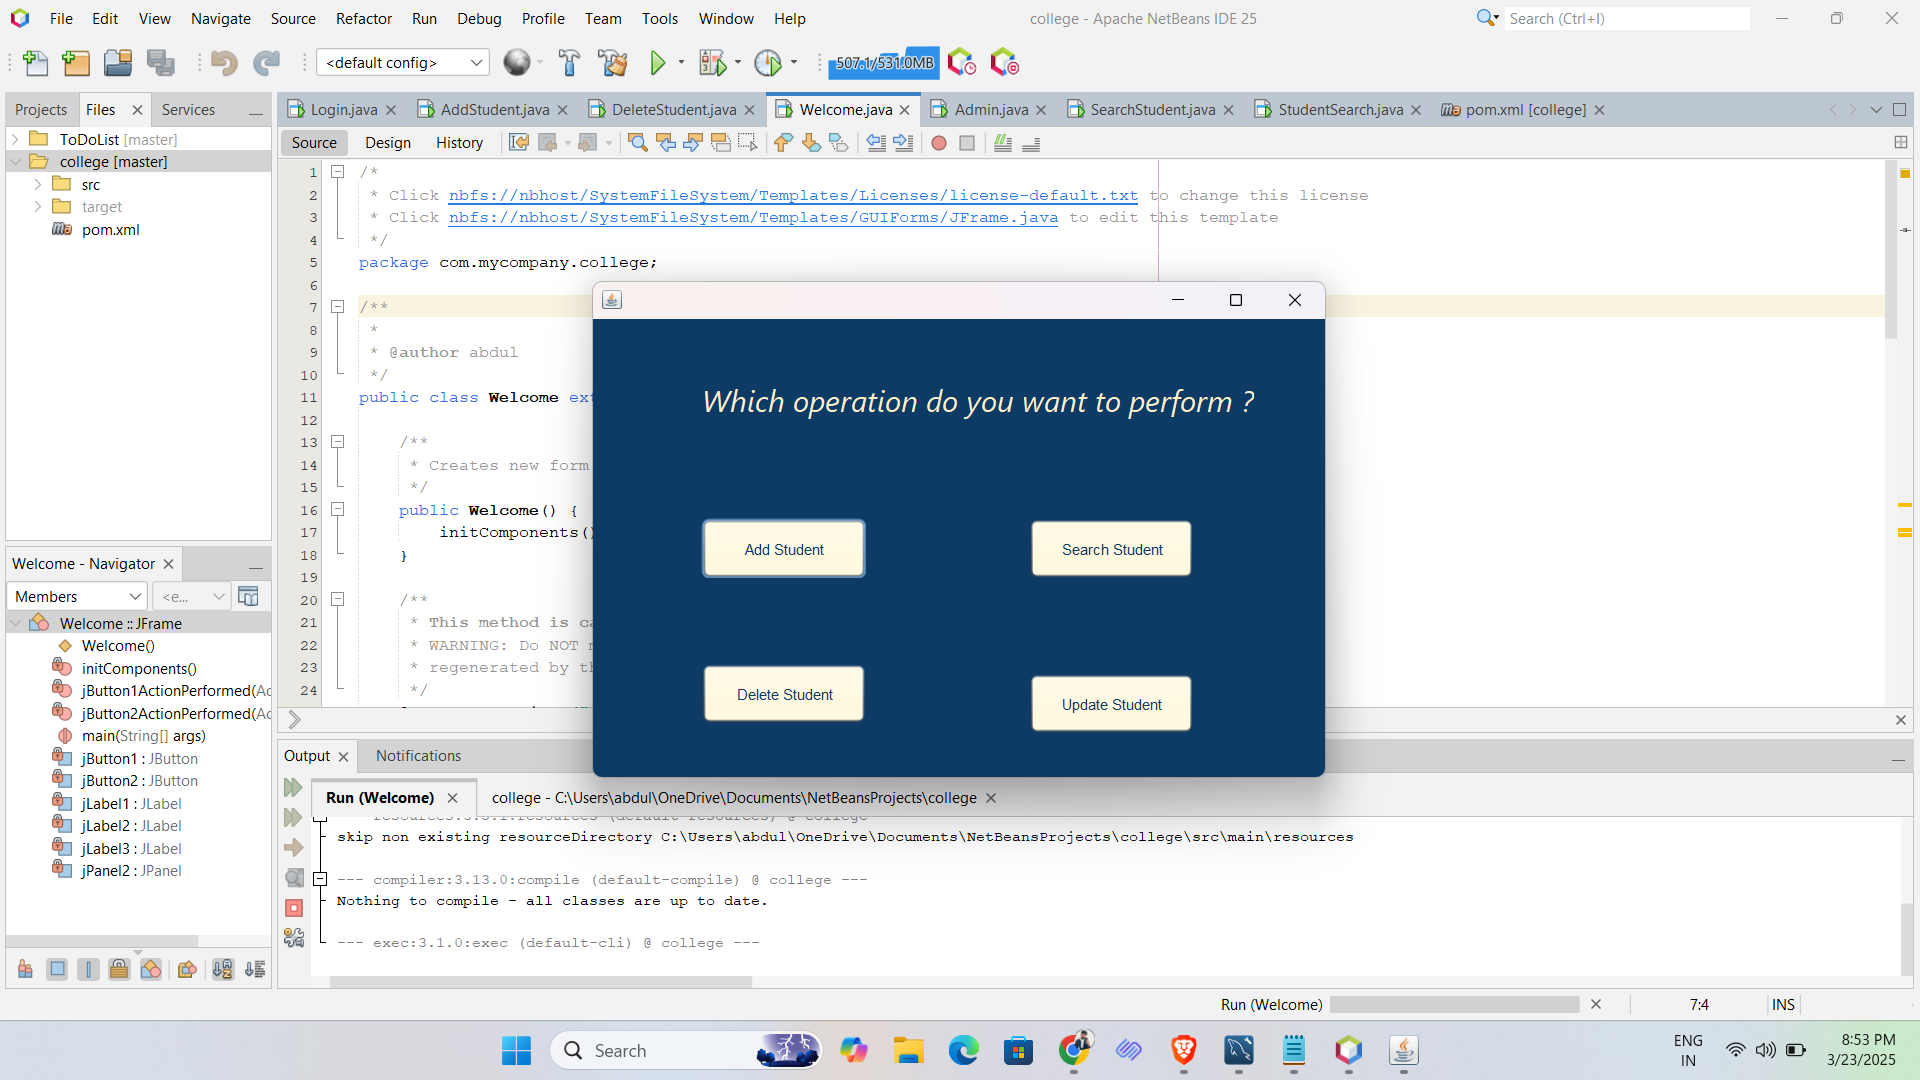 File Edit View Navigate Source Refactor Run Debug Profile Team Tools Window Help
college - Apache NetBeans IDE 25
Search (Ctrl+I)
<default config>
507.1/531.0MB
Projects Files Services
Login.java AddStudent.java DeleteStudent.java Welcome.java Admin.java SearchStudent.java StudentSearch.java pom.xml [college]
Source Design History
ToDoList [master]
college [master]
src
target
pom.xml
1 /*
2 * Click nbfs://nbhost/SystemFileSystem/Templates/Licenses/license-default.txt to change this license
3 * Click nbfs://nbhost/SystemFileSystem/Templates/GUIForms/JFrame.java to edit this template
4 */
5 package com.mycompany.college;
6
7 /**
8 *
9 * @author abdul
10 */
11 public class Welcome ext
12
13 /**
14 * Creates new form
15 */
16 public Welcome() {
17 initComponents()
18 }
19
20 /**
21 * This method is ca
22 * WARNING: Do NOT
23 * regenerated by th
24 */
Which operation do you want to perform ?
Add Student
Search Student
Delete Student
Update Student
Welcome - Navigator
Members
<e...
Welcome :: JFrame
Welcome()
initComponents()
jButton1ActionPerformed(Ac
jButton2ActionPerformed(Ac
main(String[] args)
jButton1 : JButton
jButton2 : JButton
jLabel1 : JLabel
jLabel2 : JLabel
jLabel3 : JLabel
jPanel2 : JPanel
Output Notifications
Run (Welcome) college - C:\Users\abdul\OneDrive\Documents\NetBeansProjects\college
skip non existing resourceDirectory C:\Users\abdul\OneDrive\Documents\NetBeansProjects\college\src\main\resources
--- compiler:3.13.0:compile (default-compile) @ college ---
Nothing to compile - all classes are up to date.
--- exec:3.1.0:exec (default-cli) @ college ---
Run (Welcome)
7:4
INS
Search
ENG
IN
8:53 PM
3/23/2025